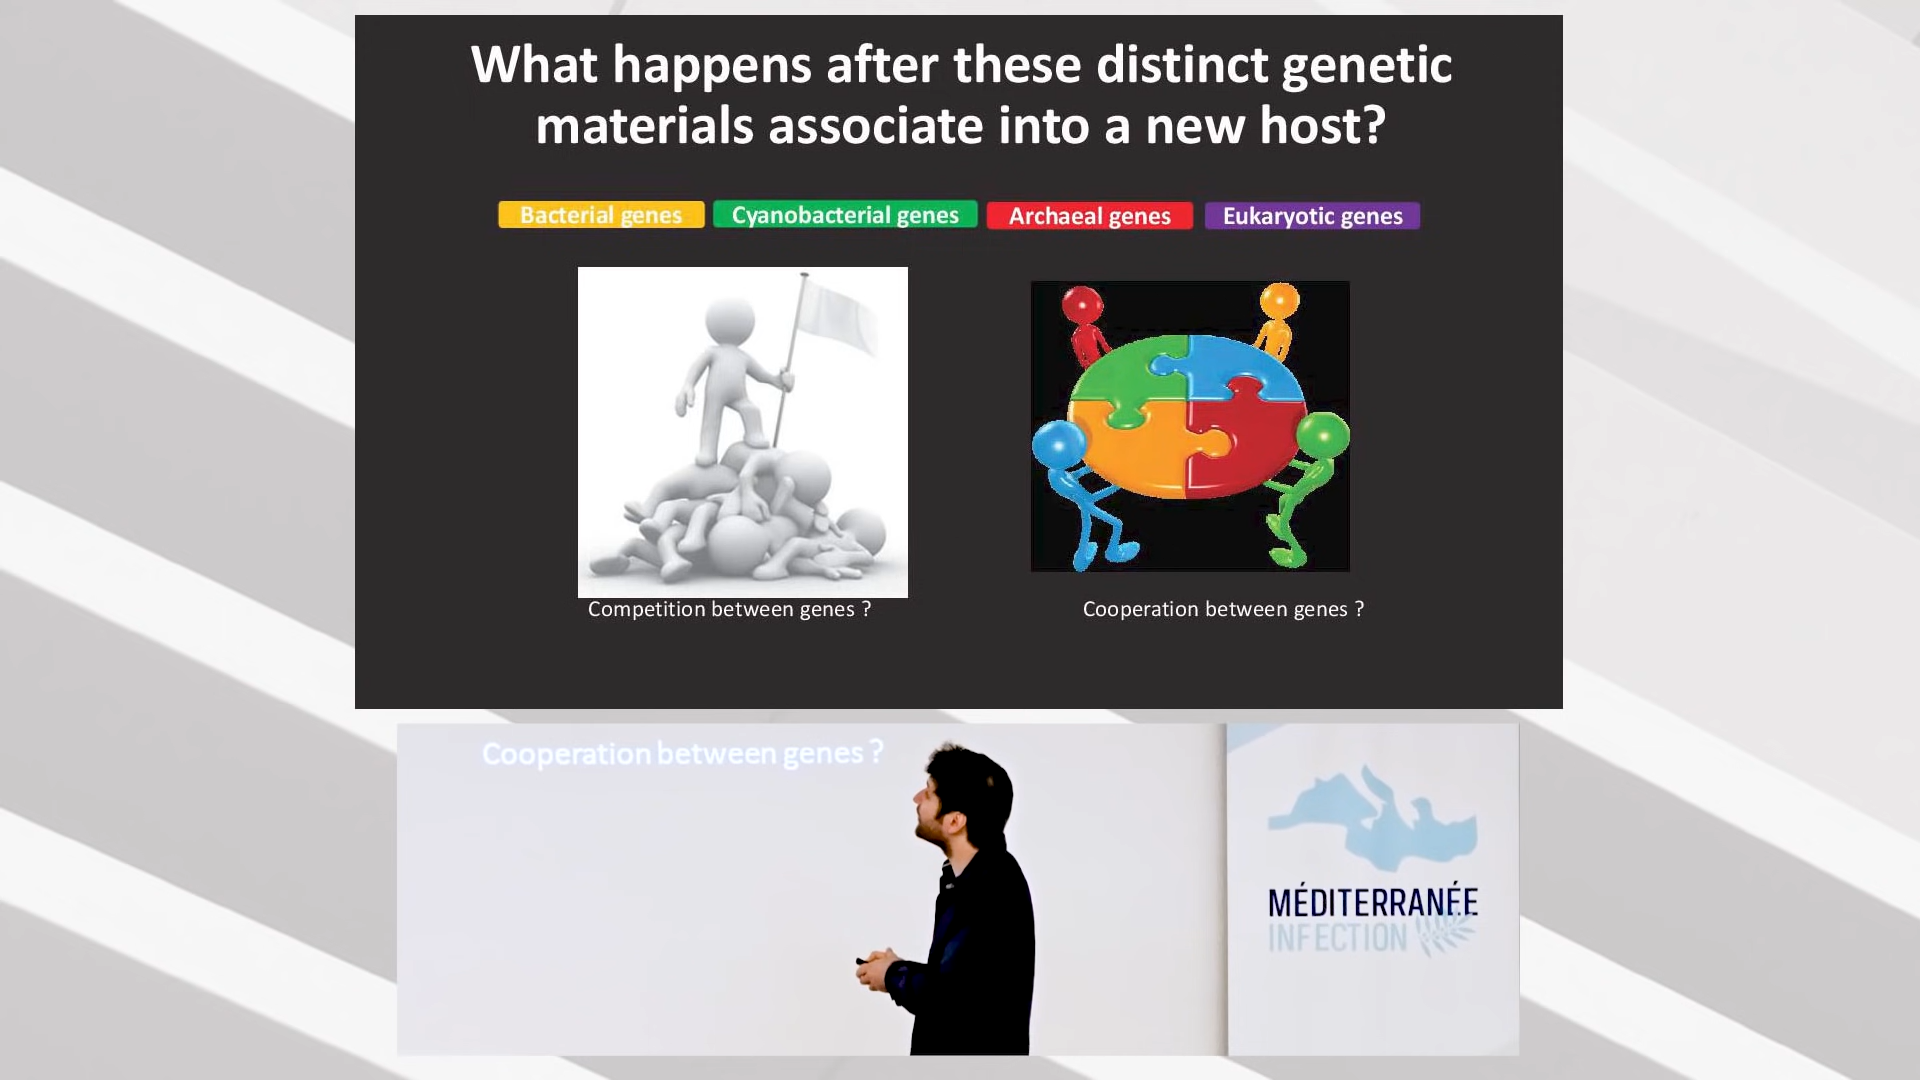 What happens after these distinct genetic
materials associate into a new host?
Bacterial genes
Cyanobacterial genes
Archaeal genes
Eukaryotic genes
Competition between genes ?
Cooperation between genes ?
Cooperation between genes ?
MÉDITERRANÉE
INFECTION